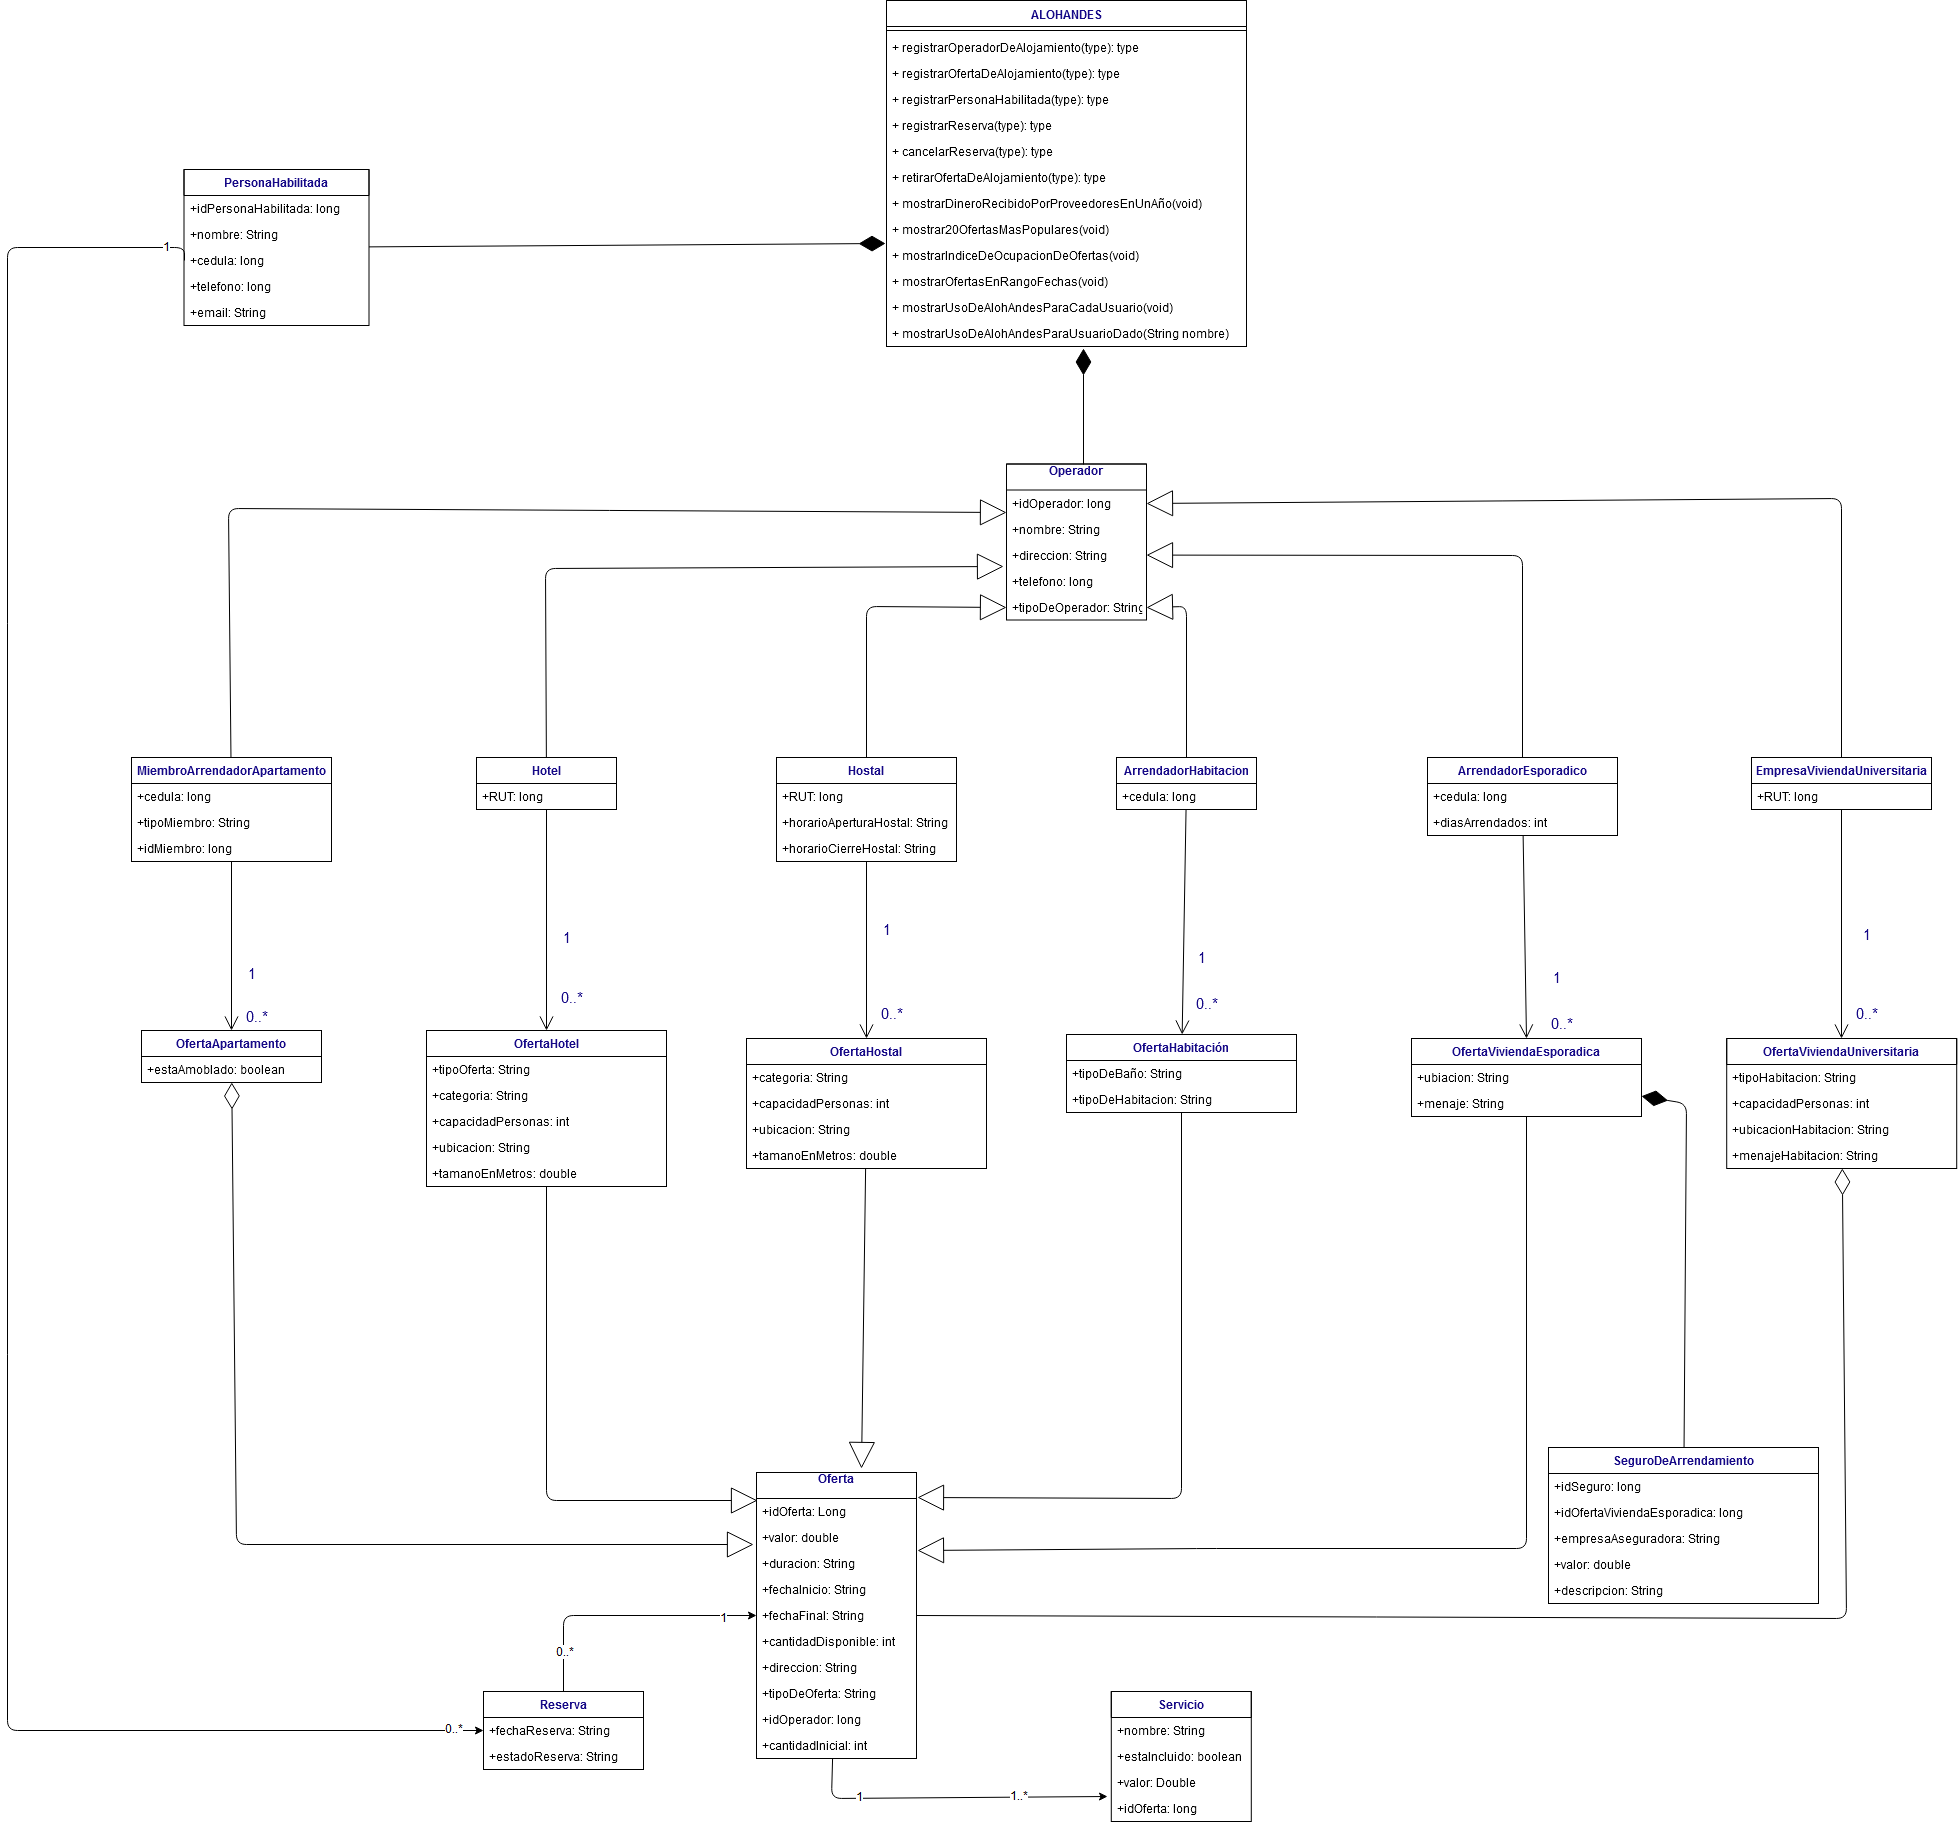 ALOHANDES
+ registrarOperadorDeAlojamiento(type): type
+ registrarOfertaDeAlojamiento(type): type
+ registrarPersonaHabilitada(type): type
+ registrarReserva(type): type
+ cancelarReserva(type): type
+ retirarOfertaDeAlojamiento(type): type
+ mostrarDineroRecibidoPorProveedoresEnUnAño(void)
+ mostrar20OfertasMasPopulares(void)
+ mostrarIndiceDeOcupacionDeOfertas(void)
+ mostrarOfertasEnRangoFechas(void)
+ mostrarUsoDeAlohAndesParaCadaUsuario(void)
+ mostrarUsoDeAlohAndesParaUsuarioDado(String nombre)
PersonaHabilitada
+idPersonaHabilitada: long
+nombre: String
+cedula: long
+telefono: long
+email: String
1
Operador
+idOperador: long
+nombre: String
+direccion: String
+telefono: long
+tipoDeOperador: String
MiembroArrendadorApartamento
+cedula: long
+tipoMiembro: String
+idMiembro: long
Hotel
+RUT: long
Hostal
+RUT: long
+horarioAperturaHostal: String
+horarioCierreHostal: String
ArrendadorHabitacion
+cedula: long
ArrendadorEsporadico
+cedula: long
+diasArrendados: int
EmpresaViviendaUniversitaria
+RUT: long
1
0..*
1
0..*
1
0..*
1
0..*
1
0..*
1
0..*
OfertaApartamento
+estaAmoblado: boolean
OfertaHotel
+tipoOferta: String
+categoria: String
+capacidadPersonas: int
+ubicacion: String
+tamanoEnMetros: double
OfertaHostal
+categoria: String
+capacidadPersonas: int
+ubicacion: String
+tamanoEnMetros: double
OfertaHabitación
+tipoDeBaño: String
+tipoDeHabitacion: String
OfertaViviendaEsporadica
+ubiacion: String
+menaje: String
OfertaViviendaUniversitaria
+tipoHabitacion: String
+capacidadPersonas: int
+ubicacionHabitacion: String
+menajeHabitacion: String
SeguroDeArrendamiento
+idSeguro: long
+idOfertaViviendaEsporadica: long
+empresaAseguradora: String
+valor: double
+descripcion: String
Oferta
+idOferta: Long
+valor: double
+duracion: String
+fechaInicio: String
+fechaFinal: String
+cantidadDisponible: int
+direccion: String
+tipoDeOferta: String
+idOperador: long
+cantidadInicial: int
1
0..*
0..*
Reserva
+fechaReserva: String
+estadoReserva: String
1
1..*
Servicio
+nombre: String
+estaIncluido: boolean
+valor: Double
+idOferta: long